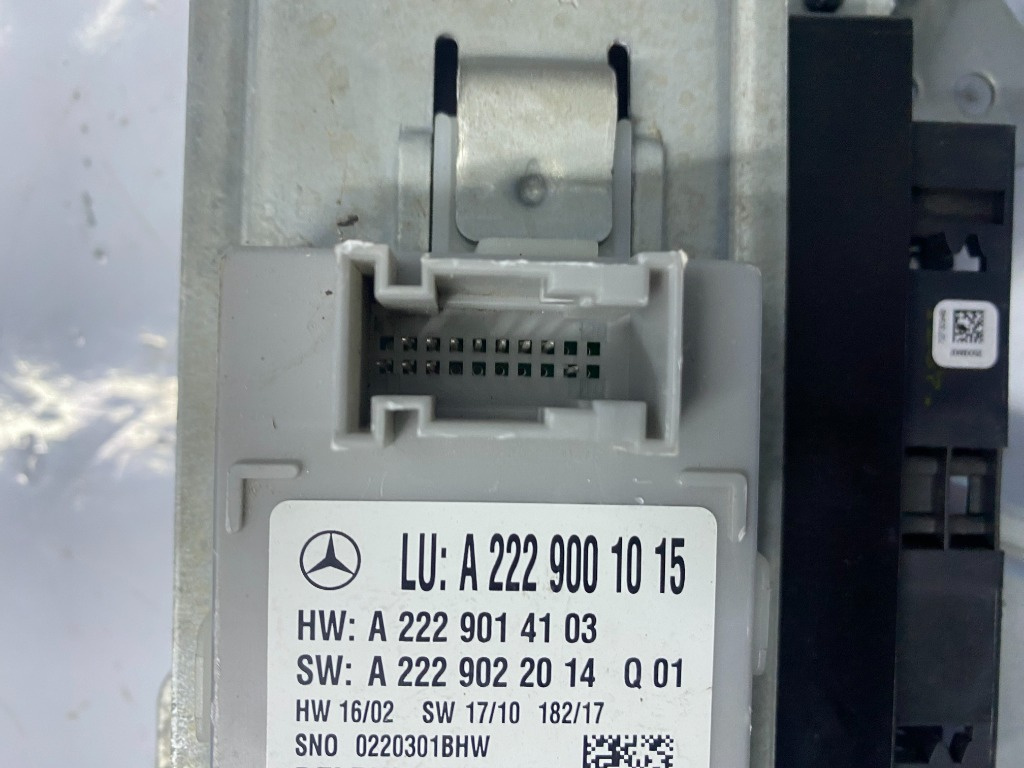 LU: A 222 900 10 15
HW: A 222 901 41 03
SW: A 222 902 20 14 Q 01
HW 16/02 SW 17/10 182/17
SNO 0220301BHW